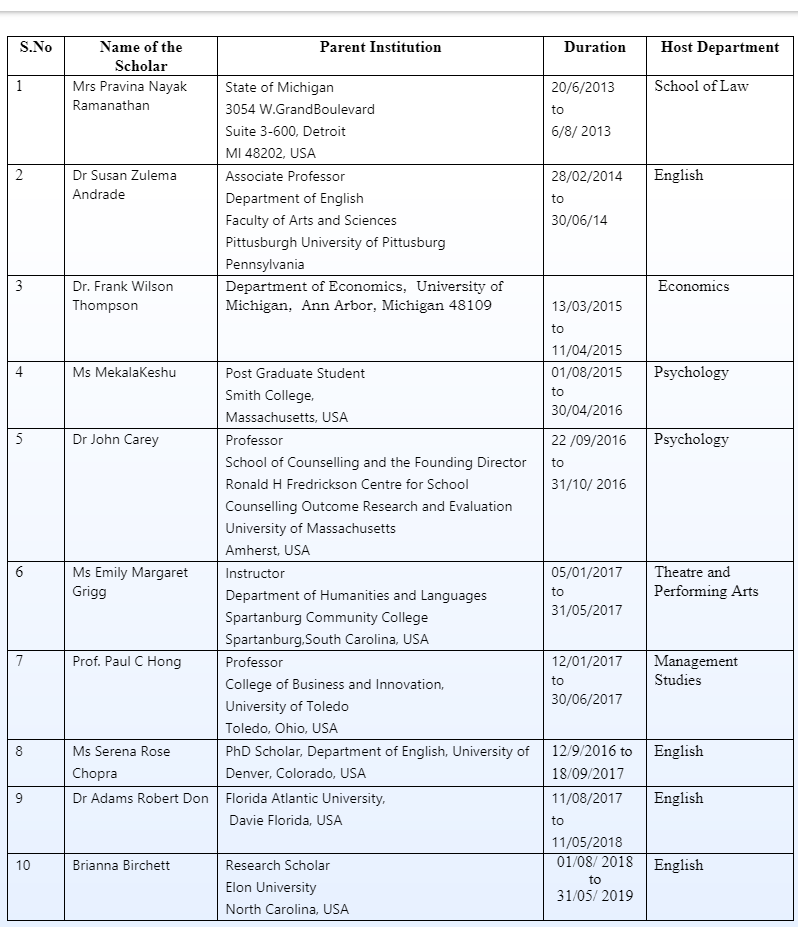 S.No
Name of the
Scholar
Parent Institution
Duration
Host Department
1
Mrs Pravina Nayak
Ramanathan
State of Michigan
3054 W.GrandBoulevard
Suite 3-600, Detroit
MI 48202, USA
20/6/2013
to
6/8/ 2013
School of Law
2
Dr Susan Zulema
Andrade
Associate Professor
Department of English
Faculty of Arts and Sciences
Pittusburgh University of Pittusburg
Pennsylvania
28/02/2014
to
30/06/14
English
3
Dr. Frank Wilson
Thompson
Department of Economics, University of
Michigan, Ann Arbor, Michigan 48109
13/03/2015
to
11/04/2015
Economics
4
Ms MekalaKeshu
Post Graduate Student
Smith College,
Massachusetts, USA
01/08/2015
to
30/04/2016
Psychology
5
Dr John Carey
Professor
School of Counselling and the Founding Director
Ronald H Fredrickson Centre for School
Counselling Outcome Research and Evaluation
University of Massachusetts
Amherst, USA
22 /09/2016
to
31/10/ 2016
Psychology
6
Ms Emily Margaret
Grigg
Instructor
Department of Humanities and Languages
Spartanburg Community College
Spartanburg,South Carolina, USA
05/01/2017
to
31/05/2017
Theatre and
Performing Arts
7
Prof. Paul C Hong
Professor
College of Business and Innovation,
University of Toledo
Toledo, Ohio, USA
12/01/2017
to
30/06/2017
Management
Studies
8
Ms Serena Rose
Chopra
PhD Scholar, Department of English, University of
Denver, Colorado, USA
12/9/2016 to
18/09/2017
English
9
Dr Adams Robert Don
Florida Atlantic University,
Davie Florida, USA
11/08/2017
to
11/05/2018
English
10
Brianna Birchett
Research Scholar
Elon University
North Carolina, USA
01/08/ 2018
to
31/05/ 2019
English